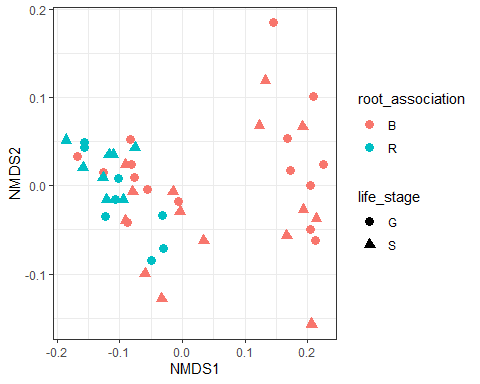 0.2
0.1
0.0
-0.1
NMDS2
-0.2
-0.1
0.0
0.1
0.2
NMDS1
root_association
B
R
life_stage
G
S